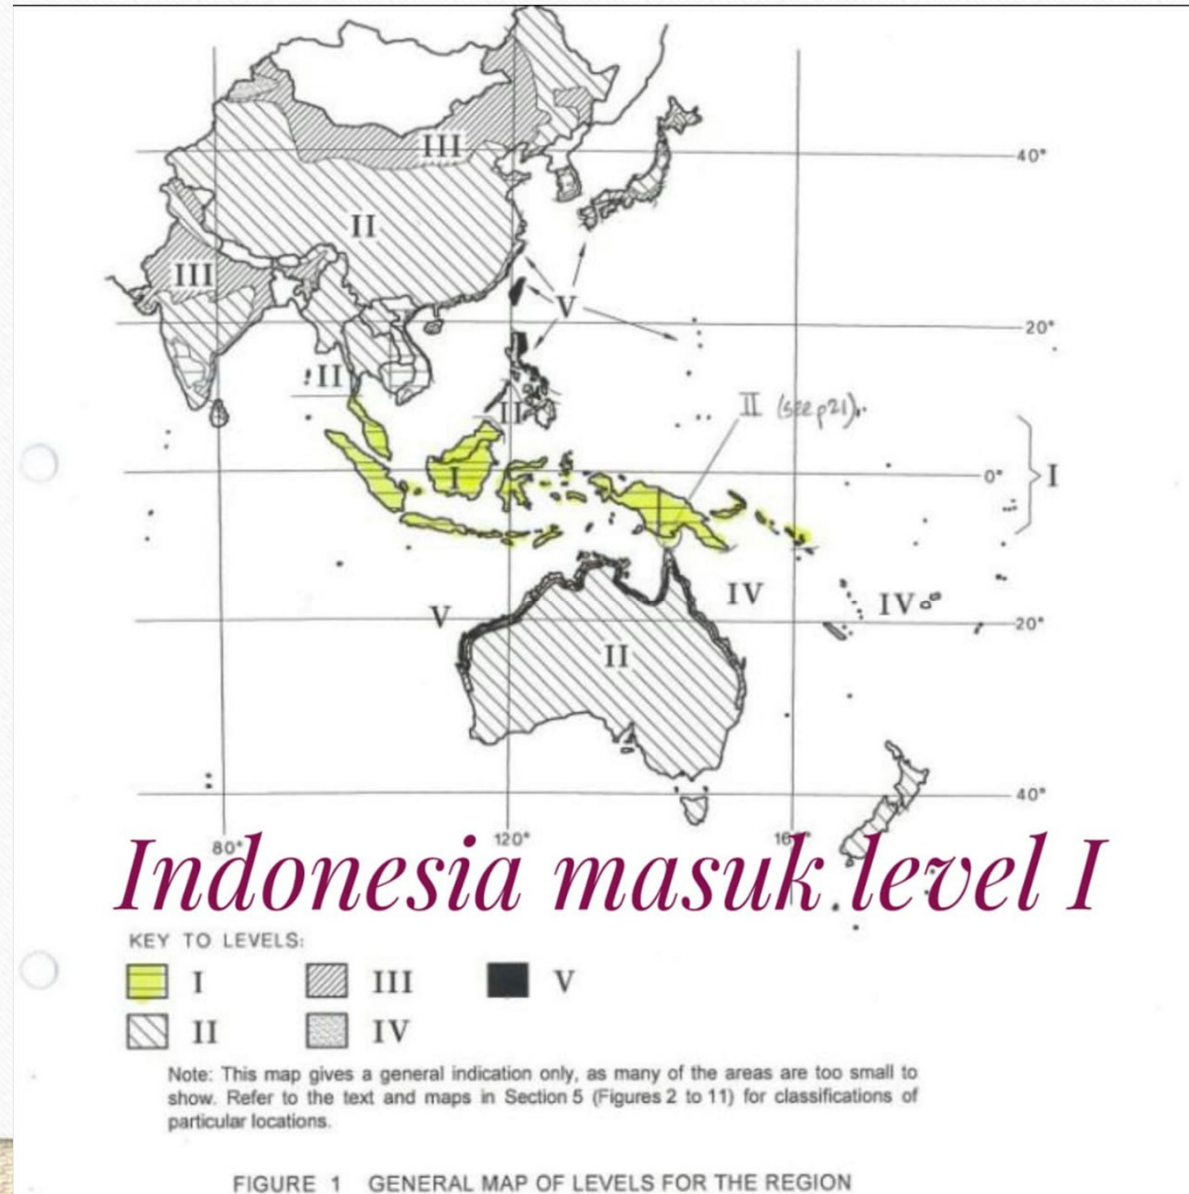 III
40°
II
III
V
20°
II
II
II (see p21)
I
0°
I
IV
IV
V
20°
II
40°
80°
120°
160°
Indonesia masuk level I
KEY TO LEVELS:
I III V
II IV
Note: This map gives a general indication only, as many of the areas are too small to
show. Refer to the text and maps in Section 5 (Figures 2 to 11) for classifications of
particular locations.
FIGURE 1 GENERAL MAP OF LEVELS FOR THE REGION